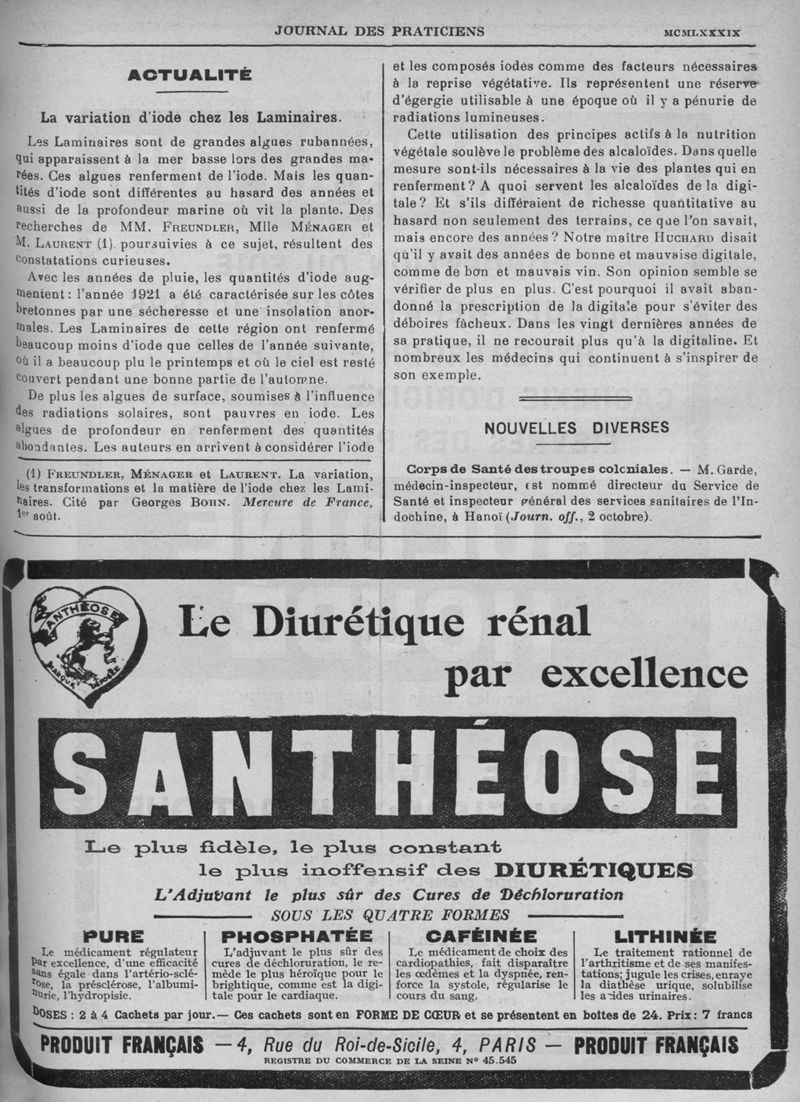 JOURNAL DES PRATICIENS
MCMLXXXIX
ACTUALITÉ
La variation d'iode chez les Laminaires.
Les Laminaires sont de grandes algues rubannées,
qui apparaissent à la mer basse lors des grandes ma-
rées. Ces algues renferment de l'iode. Mais les quan-
tités d'iode sont différentes au hasard des années et
aussi de la profondeur marine où vit la plante. Des
recherches de MM. FREUNDLER, Mlle MÉNAGER et
M. LAURENT (1). poursuivies à ce sujet, résultent des
constatations curieuses.
Avec les années de pluie, les quantités d'iode aug-
mentent : l'année 1921 a été caractérisée sur les côtes
bretonnes par une sécheresse et une insolation anor-
males. Les Laminaires de cette région ont renfermé
beaucoup moins d'iode que celles de l'année suivante,
où il a beaucoup plu le printemps et où le ciel est resté
couvert pendant une bonne partie de l'automne.
De plus les algues de surface, soumises à l'influence
des radiations solaires, sont pauvres en iode. Les
algues de profondeur en renferment des quantités
abondantes. Les auteurs en arrivent à considérer l'iode
(1) FREUNDLER, MÉNAGER et LAURENT. La variation,
les transformations et la matière de l'iode chez les Lami-
naires. Cité par Georges BOHN. Mercure de France,
1er août.
et les composés iodés comme des facteurs nécessaires
à la reprise végétative. Ils représentent une réserve
d'égergie utilisable à une époque où il y a pénurie de
radiations lumineuses.
Cette utilisation des principes actifs à la nutrition
végétale soulève le problème des alcaloïdes. Dans quelle
mesure sont-ils nécessaires à la vie des plantes qui en
renferment ? A quoi servent les alcaloïdes de la digi-
tale ? Et s'ils différaient de richesse quantitative au
hasard non seulement des terrains, ce que l'on savait,
mais encore des années ? Notre maître HUCHARD disait
qu'il y avait des années de bonne et mauvaise digitale,
comme de bon et mauvais vin. Son opinion semble se
vérifier de plus en plus. C'est pourquoi il avait aban-
donné la prescription de la digitale pour s'éviter des
déboires fâcheux. Dans les vingt dernières années de
sa pratique, il ne recourait plus qu'à la digitaline. Et
nombreux les médecins qui continuent à s'inspirer de
son exemple.
NOUVELLES DIVERSES
Corps de Santé des troupes coloniales. — M. Garde,
médecin-inspecteur, est nommé directeur du Service de
Santé et inspecteur général des services sanitaires de l'In-
dochine, à Hanoï (Journ. off., 2 octobre).
SANTHÉOSE
MARQUE DÉPOSÉE
Le Diurétique rénal
par excellence
SANTHÉOSE
Le plus fidèle, le plus constant
le plus inoffensif des DIURÉTIQUES
L'Adjuvant le plus sûr des Cures de Déchloruration
SOUS LES QUATRE FORMES
PURE
Le médicament régulateur
par excellence, d'une efficacité
sans égale dans l'artério-sclé-
rose, la présclérose, l'albumi-
nurie, l'hydropisie.
PHOSPHATÉE
L'adjuvant le plus sûr des
cures de déchloruration, le re-
mède le plus héroïque pour le
brightique, comme est la digi-
tale pour le cardiaque.
CAFÉINÉE
Le médicament de choix des
cardiopathies, fait disparaître
les œdèmes et la dyspnée, ren-
force la systole, régularise le
cours du sang.
LITHINÉE
Le traitement rationnel de
l'arthritisme et de ses manifes-
tations; jugule les crises, enraye
la diathèse urique, solubilise
les acides urinaires.
DOSES : 2 à 4 Cachets par jour. — Ces cachets sont en FORME DE CŒUR et se présentent en boîtes de 24. Prix: 7 francs
PRODUIT FRANÇAIS — 4, Rue du Roi-de-Sicile, 4, PARIS — PRODUIT FRANÇAIS
REGISTRE DU COMMERCE DE LA SEINE N° 45.545